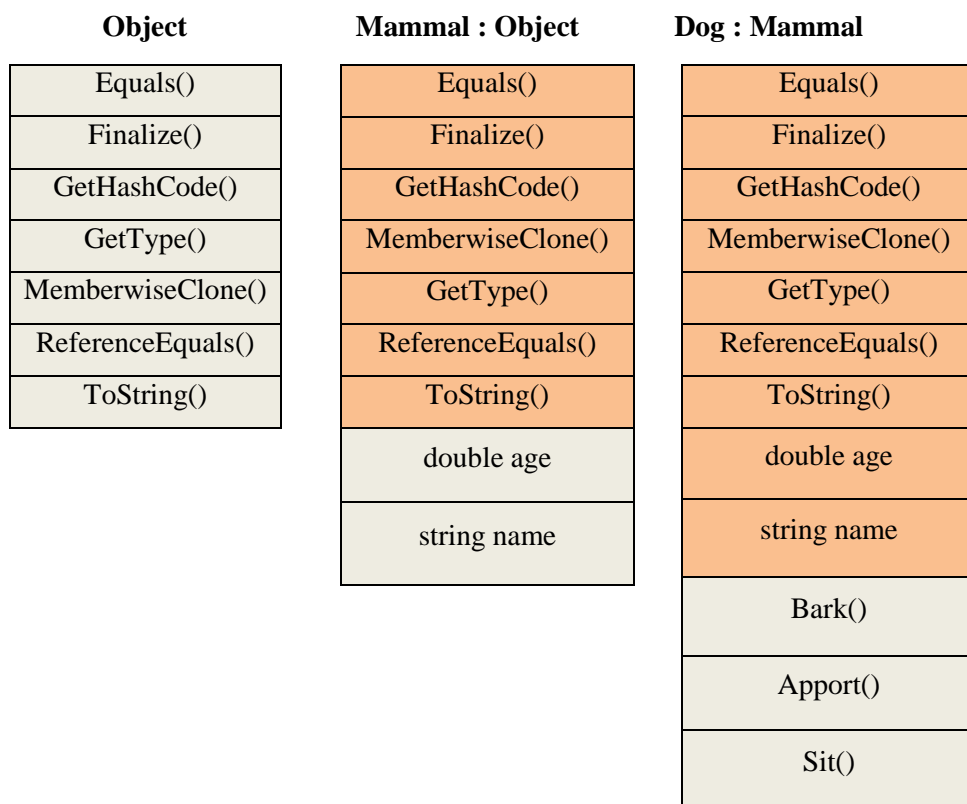 Object
Equals()
Finalize()
GetHashCode()
GetType()
MemberwiseClone()
ReferenceEquals()
ToString()
Mammal : Object
Equals()
Finalize()
GetHashCode()
MemberwiseClone()
GetType()
ReferenceEquals()
ToString()
double age
string name
Dog : Mammal
Equals()
Finalize()
GetHashCode()
MemberwiseClone()
GetType()
ReferenceEquals()
ToString()
double age
string name
Bark()
Apport()
Sit()